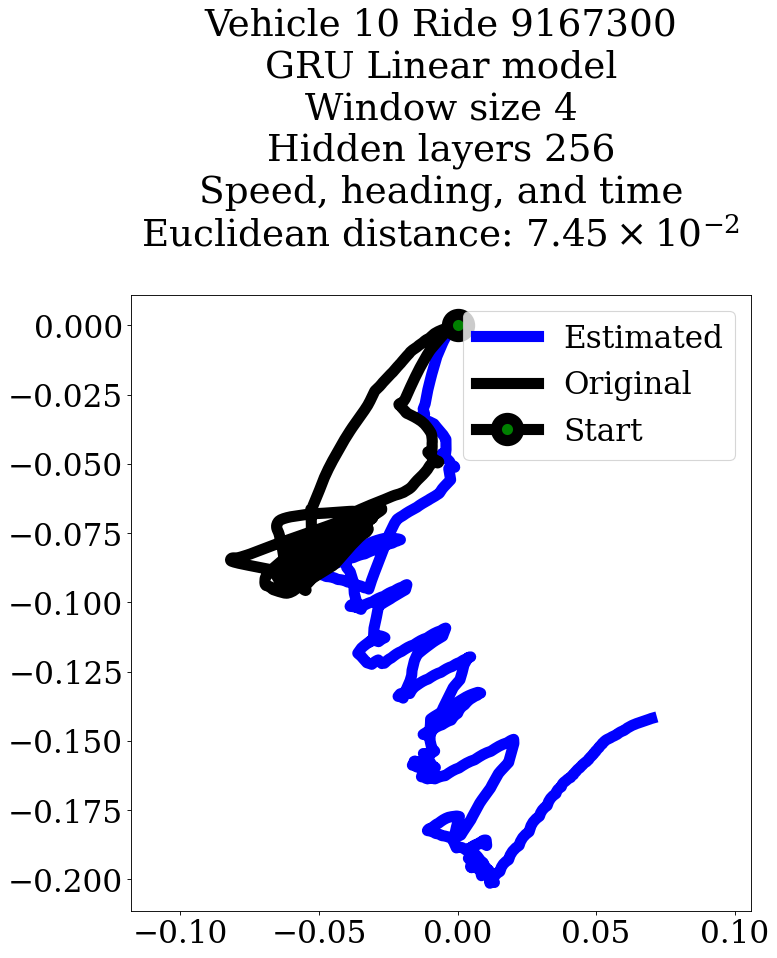 Vehicle 10 Ride 9167300
GRU Linear model
Window size 4
Hidden layers 256
Speed, heading, and time
Euclidean distance: 7.45 × 10⁻²
Estimated
Original
Start
0.000
−0.025
−0.050
−0.075
−0.100
−0.125
−0.150
−0.175
−0.200
−0.10 −0.05 0.00 0.05 0.10